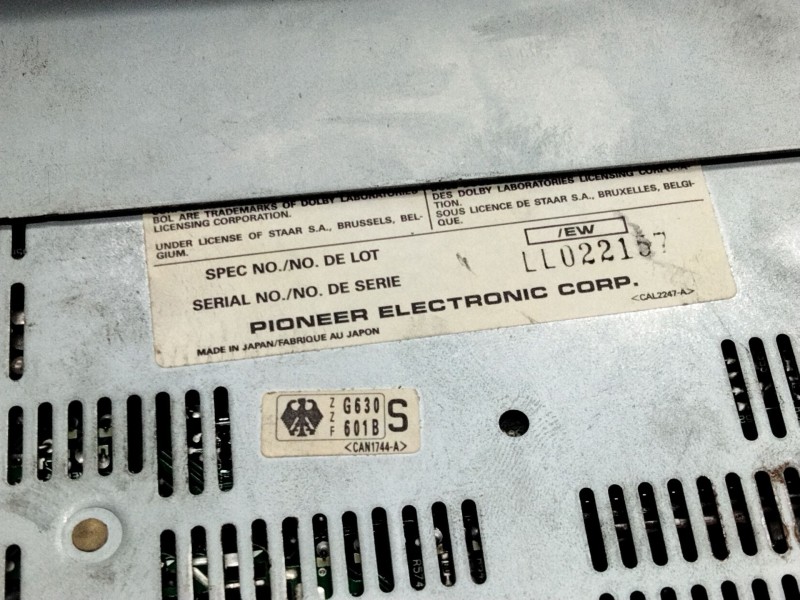 BOL ARE TRADEMARKS OF DOLBY LABORATORIES
LICENSING CORPORATION.
UNDER LICENSE OF STAAR S.A., BRUSSELS, BEL-
GIUM.
DES DOLBY LABORATORIES LICENSING CORPORA-
TION.
SOUS LICENCE DE STAAR S.A., BRUXELLES, BELGI-
QUE.
SPEC NO./NO. DE LOT
/EW
SERIAL NO./NO. DE SERIE
LL022167
PIONEER ELECTRONIC CORP.
MADE IN JAPAN/FABRIQUE AU JAPON
<CAL2247-A>
Z
Z
F
G630
601B
S
<CAN1744-A>